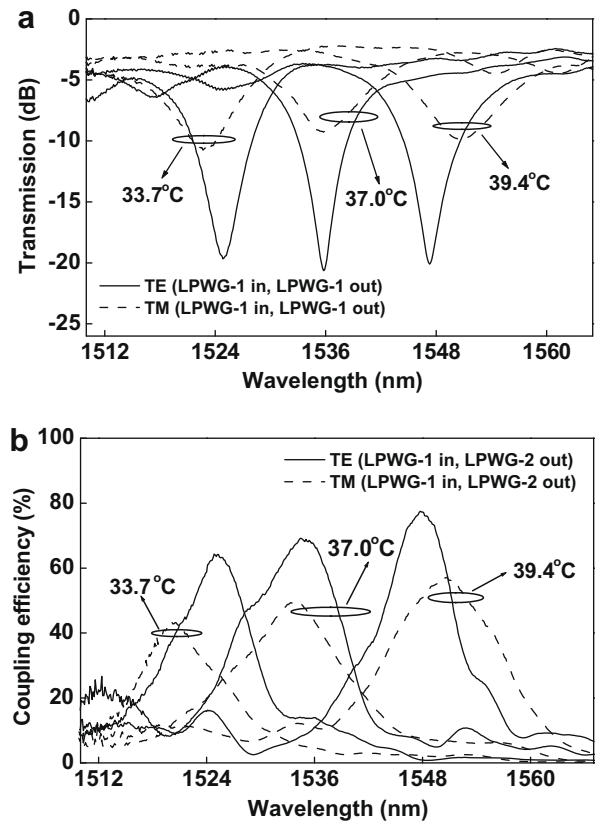 a
0
-5
-10
-15
-20
-25
Transmission (dB)
33.7°C
37.0°C
39.4°C
TE (LPWG-1 in, LPWG-1 out)
TM (LPWG-1 in, LPWG-1 out)
1512 1524 1536 1548 1560
Wavelength (nm)
b
100
80
60
40
20
0
Coupling efficiency (%)
TE (LPWG-1 in, LPWG-2 out)
TM (LPWG-1 in, LPWG-2 out)
33.7°C
37.0°C
39.4°C
1512 1524 1536 1548 1560
Wavelength (nm)